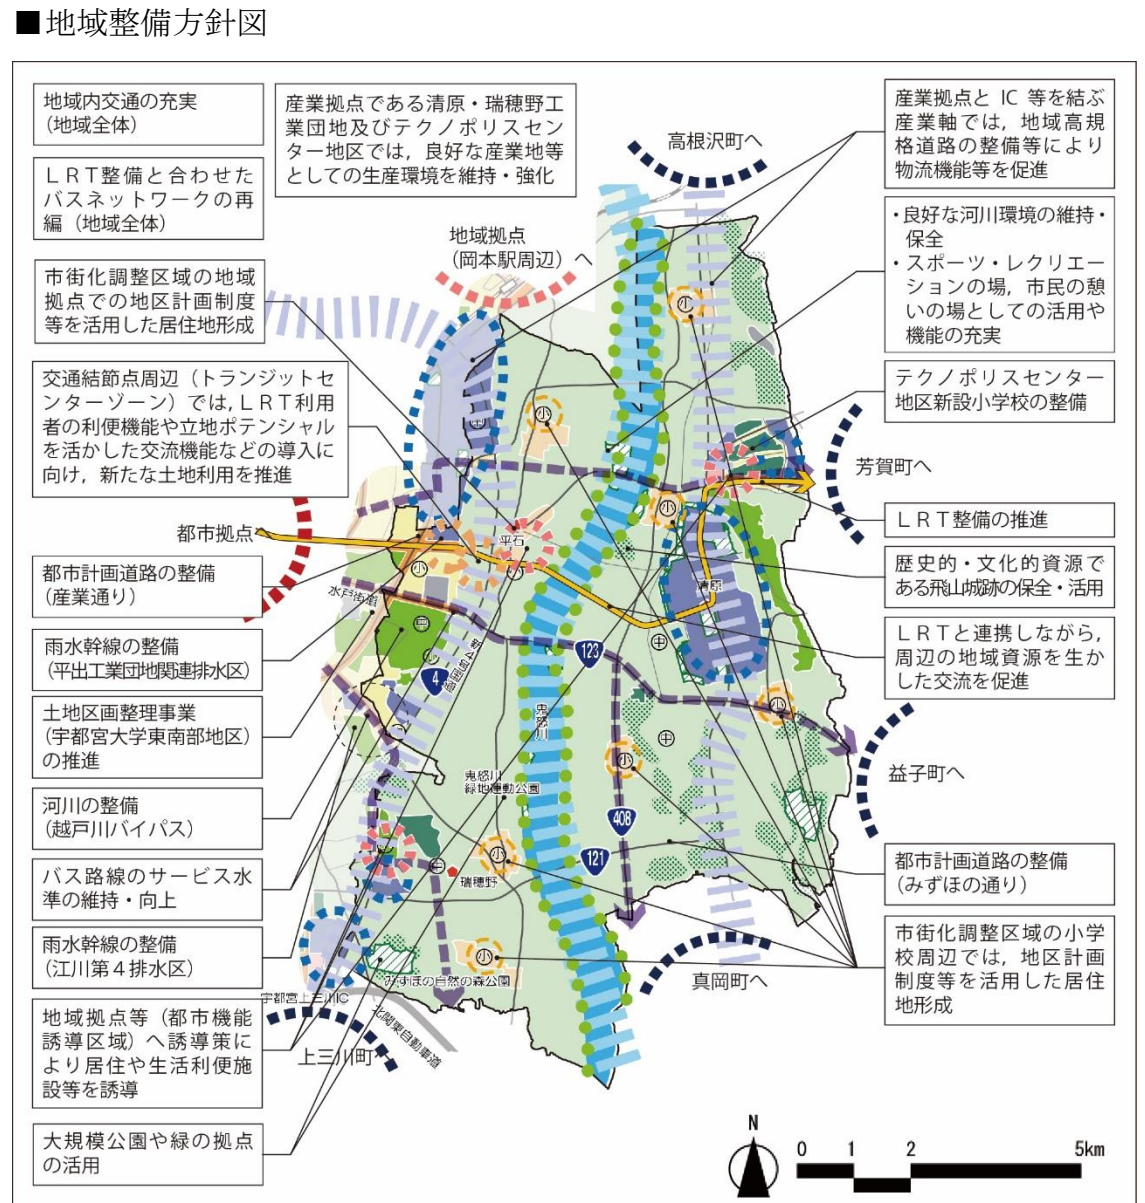 ■地域整備方針図
地域内交通の充実
(地域全体)
ＬＲＴ整備と合わせた
バスネットワークの再
編（地域全体）
市街化調整区域の地域
拠点での地区計画制度
等を活用した居住地形成
交通結節点周辺（トランジットセ
ンターゾーン）では,ＬＲＴ利用
者の利便機能や立地ポテンシャル
を活かした交流機能などの導入に
向け，新たな土地利用を推進
都市拠点
都市計画道路の整備
(産業通り)
雨水幹線の整備
(平出工業団地関連排水区)
土地区画整理事業
(宇都宮大学東南部地区)
の推進
河川の整備
(越戸川バイパス)
バス路線のサービス水
準の維持・向上
雨水幹線の整備
(江川第４排水区)
地域拠点等（都市機能
誘導区域）へ誘導策に
より居住や生活利便施
設等を誘導
大規模公園や緑の拠点
の活用
産業拠点である清原・瑞穂野工
業団地及びテクノポリスセン
ター地区では，良好な産業地等
としての生産環境を維持・強化
地域拠点
(岡本駅周辺) へ
高根沢町へ
産業拠点と IC 等を結ぶ
産業軸では，地域高規
格道路の整備等により
物流機能等を促進
・良好な河川環境の維持・
保全
・スポーツ・レクリエー
ションの場，市民の憩
いの場としての活用や
機能の充実
テクノポリスセンター
地区新設小学校の整備
芳賀町へ
ＬＲＴ整備の推進
歴史的・文化的資源で
ある飛山城跡の保全・活用
ＬＲＴと連携しながら，
周辺の地域資源を生か
した交流を促進
益子町へ
都市計画道路の整備
(みずほの通り)
市街化調整区域の小学
校周辺では，地区計画
制度等を活用した居住
地形成
真岡町へ
上三川町へ
小
小
中
小
平石
小
清原
水戸街道
中
小
4
新4号国道
123
中
小
鬼怒川
中
小
鬼怒川
緑地運動公園
408
121
小
中
瑞穂野
小
みずほの自然の森公園
宇都宮上三川IC
北関東自動車道
N
0 1 2 5km